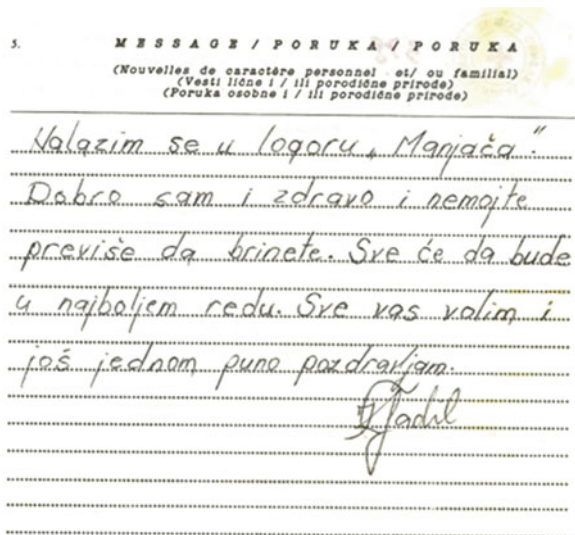 5. MESSAGE / PORUKA / PORUKA
(Nouvelles de caractère personnel et/ ou familial)
(Vesti lične i / ili porodične prirode)
(Poruka osobne i / ili porodične prirode)
Nalazim se u logoru „Manjača".
Dobro sam i zdravo i nemojte
previše da brinete. Sve će da bude
u najboljem redu. Sve vas volim i
još jednom puno pozdravljam.